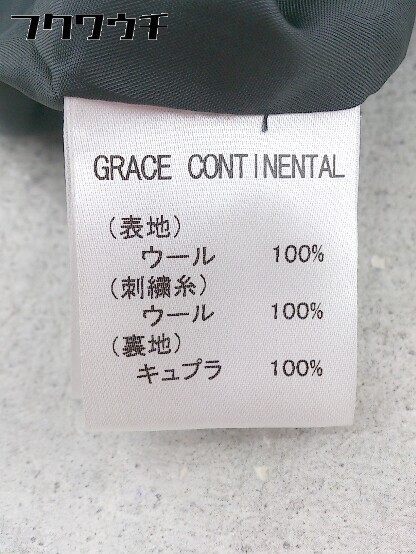 フクワウチ
GRACE CONTINENTAL
(表地)
ウール 100%
(刺繍糸)
ウール 100%
(裏地)
キュプラ 100%